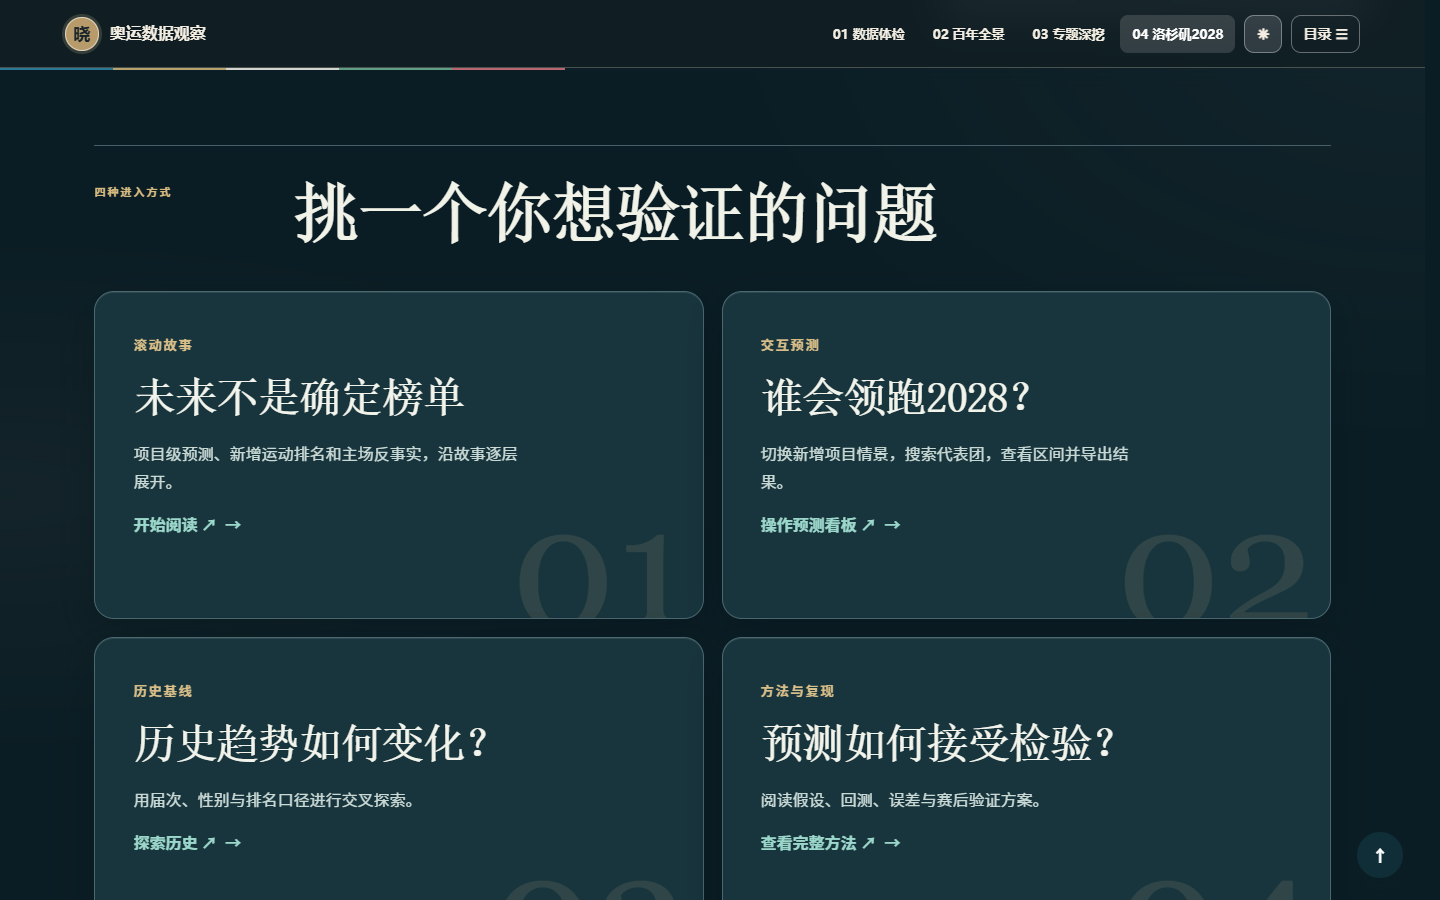 晓 奥运数据观察 01 数据体检 02 百年全景 03 专题深挖 04 洛杉矶2028 目录
四种进入方式
挑一个你想验证的问题
滚动故事
未来不是确定榜单
项目级预测、新增运动排名和主场反事实，沿故事逐层
展开。
开始阅读 ↗ →
01
交互预测
谁会领跑2028？
切换新增项目情景，搜索代表团，查看区间并导出结
果。
操作预测看板 ↗ →
02
历史基线
历史趋势如何变化？
用届次、性别与排名口径进行交叉探索。
探索历史 ↗ →
03
方法与复现
预测如何接受检验？
阅读假设、回测、误差与赛后验证方案。
查看完整方法 ↗ →
04
↑